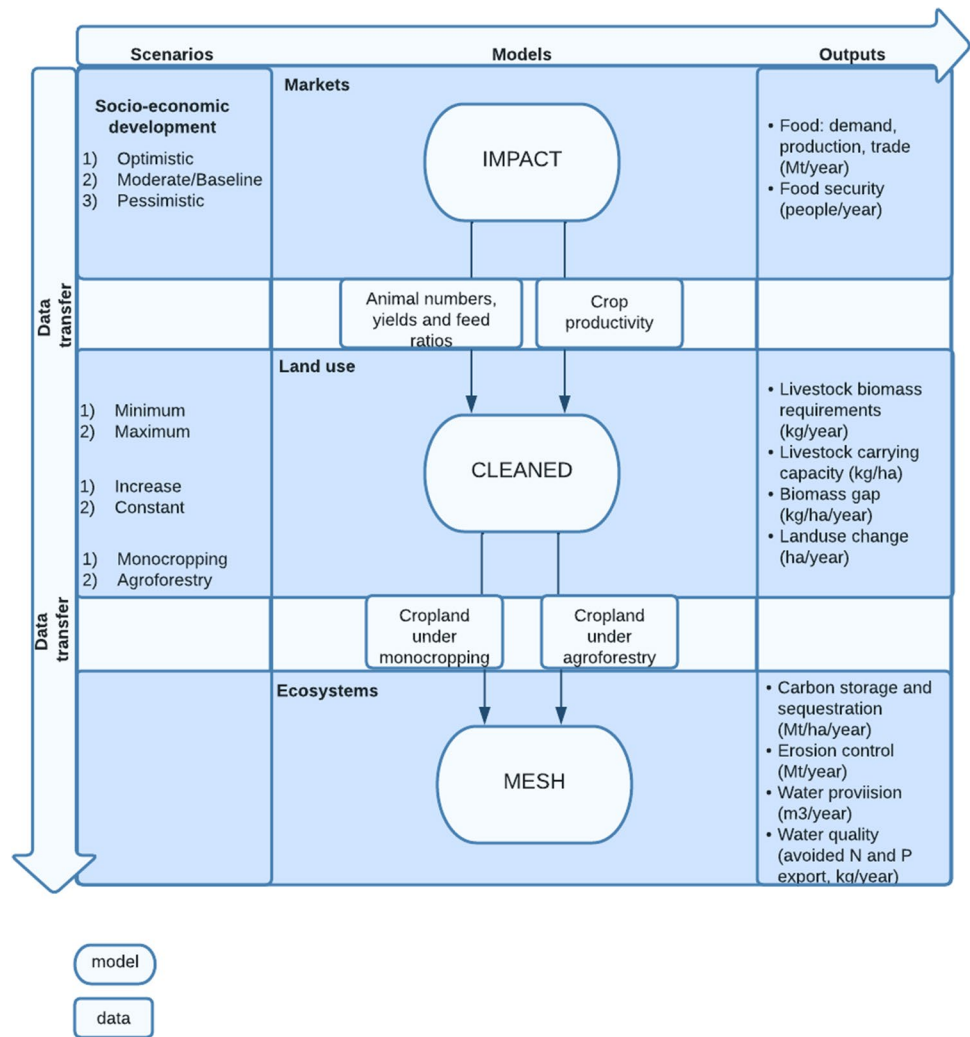 Scenarios
Models
Outputs
Data
transfer
Data
transfer
Socio-economic
development
1) Optimistic
2) Moderate/Baseline
3) Pessimistic
Markets
IMPACT
• Food: demand,
production, trade
(Mt/year)
• Food security
(people/year)
Animal numbers,
yields and feed
ratios
Crop
productivity
1) Minimum
2) Maximum
1) Increase
2) Constant
1) Monocropping
2) Agroforestry
Land use
CLEANED
• Livestock biomass
requirements
(kg/year)
• Livestock carrying
capacity (kg/ha)
• Biomass gap
(kg/ha/year)
• Landuse change
(ha/year)
Cropland
under
monocropping
Cropland
under
agroforestry
Ecosystems
MESH
• Carbon storage and
sequestration
(Mt/ha/year)
• Erosion control
(Mt/year)
• Water proviision
(m3/year)
• Water quality
(avoided N and P
export, kg/year)
model
data